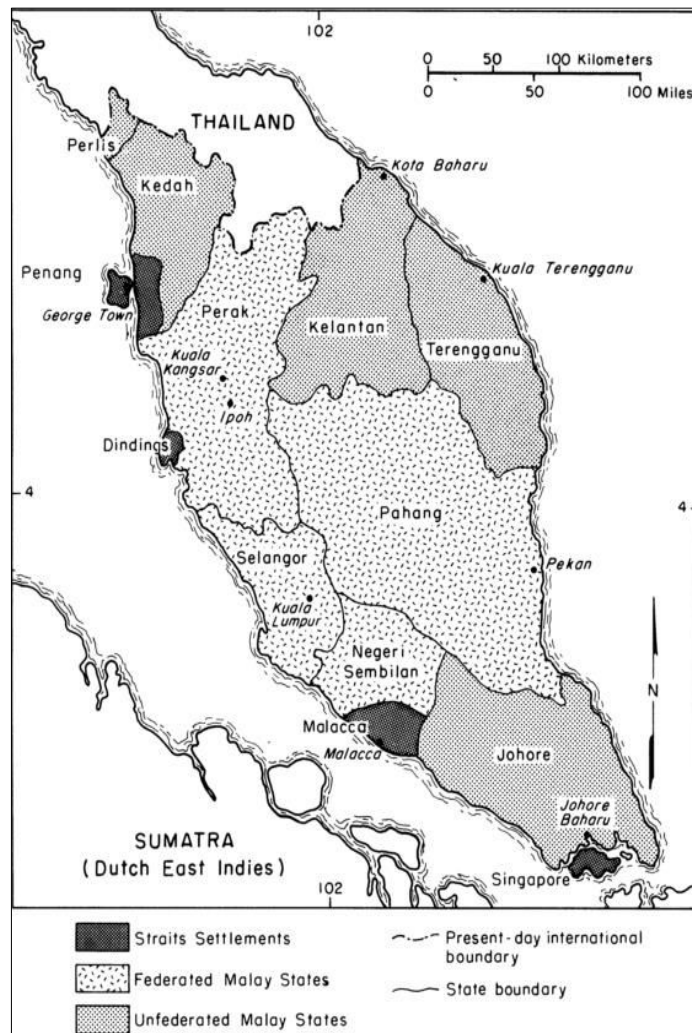 102
0 50 100 Kilometers
0 50 100 Miles
THAILAND
Perlis
Kedah
Kota Baharu
Penang
George Town
Kuala Terengganu
Perak
Kelantan
Terengganu
Kuala
Kangsar
Ipoh
Dindings
4
4
Pahang
Selangor
Pekan
Kuala
Lumpur
Negeri
Sembilan
N
Malacca
Malacca
Johore
Johore
Baharu
SUMATRA
(Dutch East Indies)
Singapore
102
Straits Settlements
Present-day international
boundary
Federated Malay States
State boundary
Unfederated Malay States